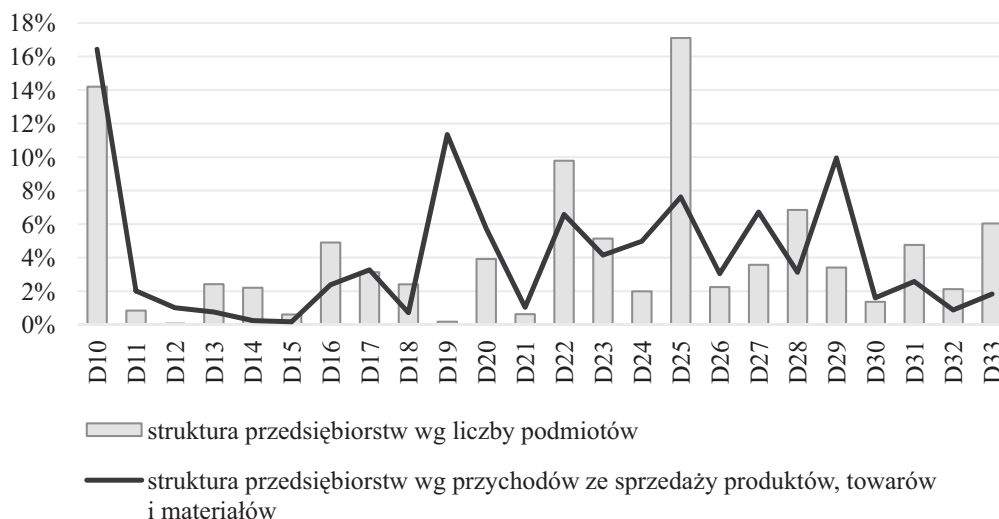 18%
16%
14%
12%
10%
8%
6%
4%
2%
0%
D10
D11
D12
D13
D14
D15
D16
D17
D18
D19
D20
D21
D22
D23
D24
D25
D26
D27
D28
D29
D30
D31
D32
D33
struktura przedsiębiorstw wg liczby podmiotów
struktura przedsiębiorstw wg przychodów ze sprzedaży produktów, towarów
i materiałów